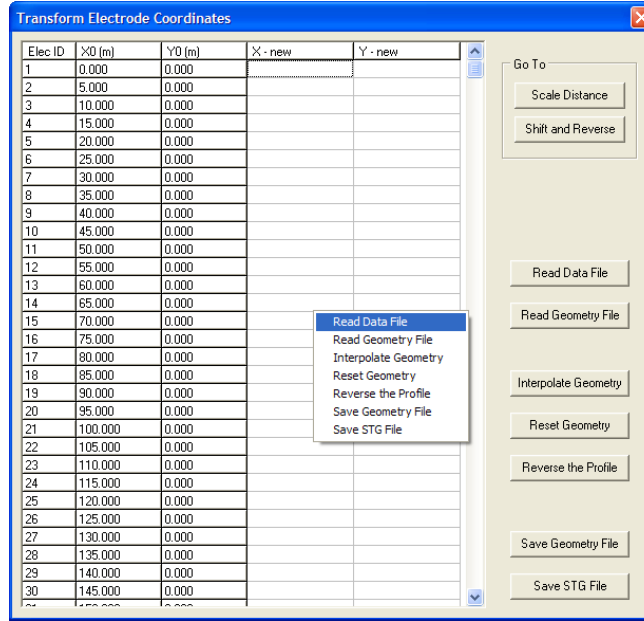 Transform Electrode Coordinates
Elec ID X0 (m) Y0 (m) X - new Y - new
1 0.000 0.000
2 5.000 0.000
3 10.000 0.000
4 15.000 0.000
5 20.000 0.000
6 25.000 0.000
7 30.000 0.000
8 35.000 0.000
9 40.000 0.000
10 45.000 0.000
11 50.000 0.000
12 55.000 0.000
13 60.000 0.000
14 65.000 0.000
15 70.000 0.000
16 75.000 0.000
17 80.000 0.000
18 85.000 0.000
19 90.000 0.000
20 95.000 0.000
21 100.000 0.000
22 105.000 0.000
23 110.000 0.000
24 115.000 0.000
25 120.000 0.000
26 125.000 0.000
27 130.000 0.000
28 135.000 0.000
29 140.000 0.000
30 145.000 0.000
Read Data File
Read Geometry File
Interpolate Geometry
Reset Geometry
Reverse the Profile
Save Geometry File
Save STG File
Go To
Scale Distance
Shift and Reverse
Read Data File
Read Geometry File
Interpolate Geometry
Reset Geometry
Reverse the Profile
Save Geometry File
Save STG File